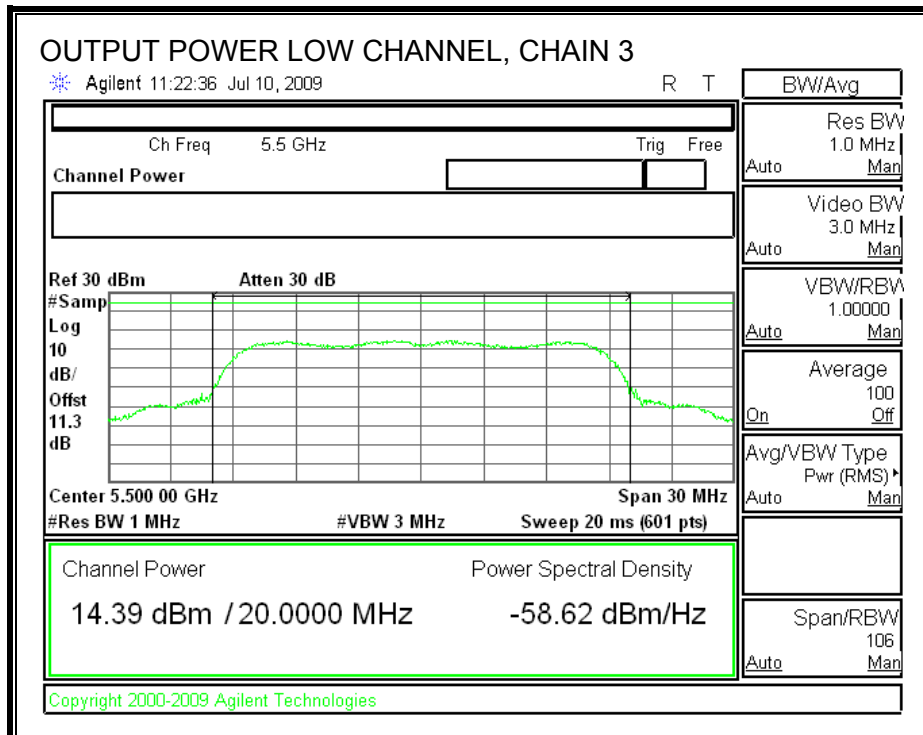 OUTPUT POWER LOW CHANNEL, CHAIN 3
Agilent 11:22:36 Jul 10, 2009 R T
BW/Avg
Ch Freq 5.5 GHz Trig Free
Channel Power
Res BW
1.0 MHz
Auto Man
Video BW
3.0 MHz
Auto Man
VBW/RBW
1.00000
Auto Man
Average
100
On Off
Avg/VBW Type
Pwr (RMS)
Auto Man
Span/RBW
106
Auto Man
Ref 30 dBm Atten 30 dB
#Samp
Log
10
dB/
Offst
11.3
dB
Center 5.500 00 GHz Span 30 MHz
#Res BW 1 MHz #VBW 3 MHz Sweep 20 ms (601 pts)
Channel Power Power Spectral Density
14.39 dBm / 20.0000 MHz -58.62 dBm/Hz
Copyright 2000-2009 Agilent Technologies